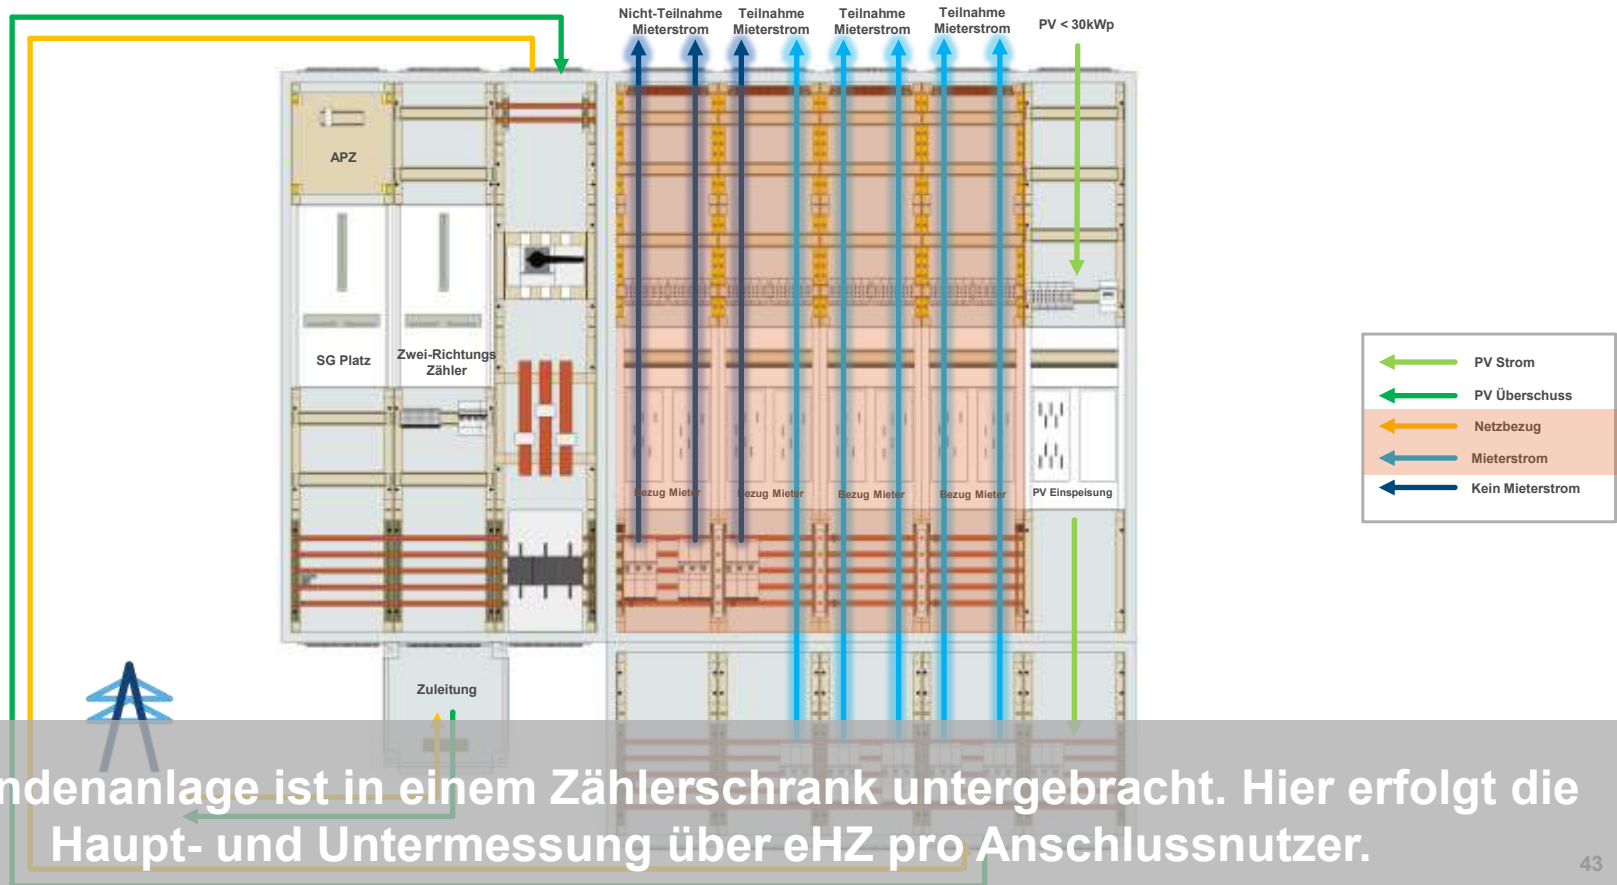 Nicht-Teilnahme
Mieterstrom
Teilnahme
Mieterstrom
Teilnahme
Mieterstrom
Teilnahme
Mieterstrom
PV < 30kWp
APZ
SG Platz
Zwei-Richtungs
Zähler
Bezug Mieter
Bezug Mieter
Bezug Mieter
Bezug Mieter
PV Einspeisung
PV Strom
PV Überschuss
Netzbezug
Mieterstrom
Kein Mieterstrom
Zuleitung
ndenanlage ist in einem Zählerschrank untergebracht. Hier erfolgt die
Haupt- und Untermessung über eHZ pro Anschlussnutzer.
43